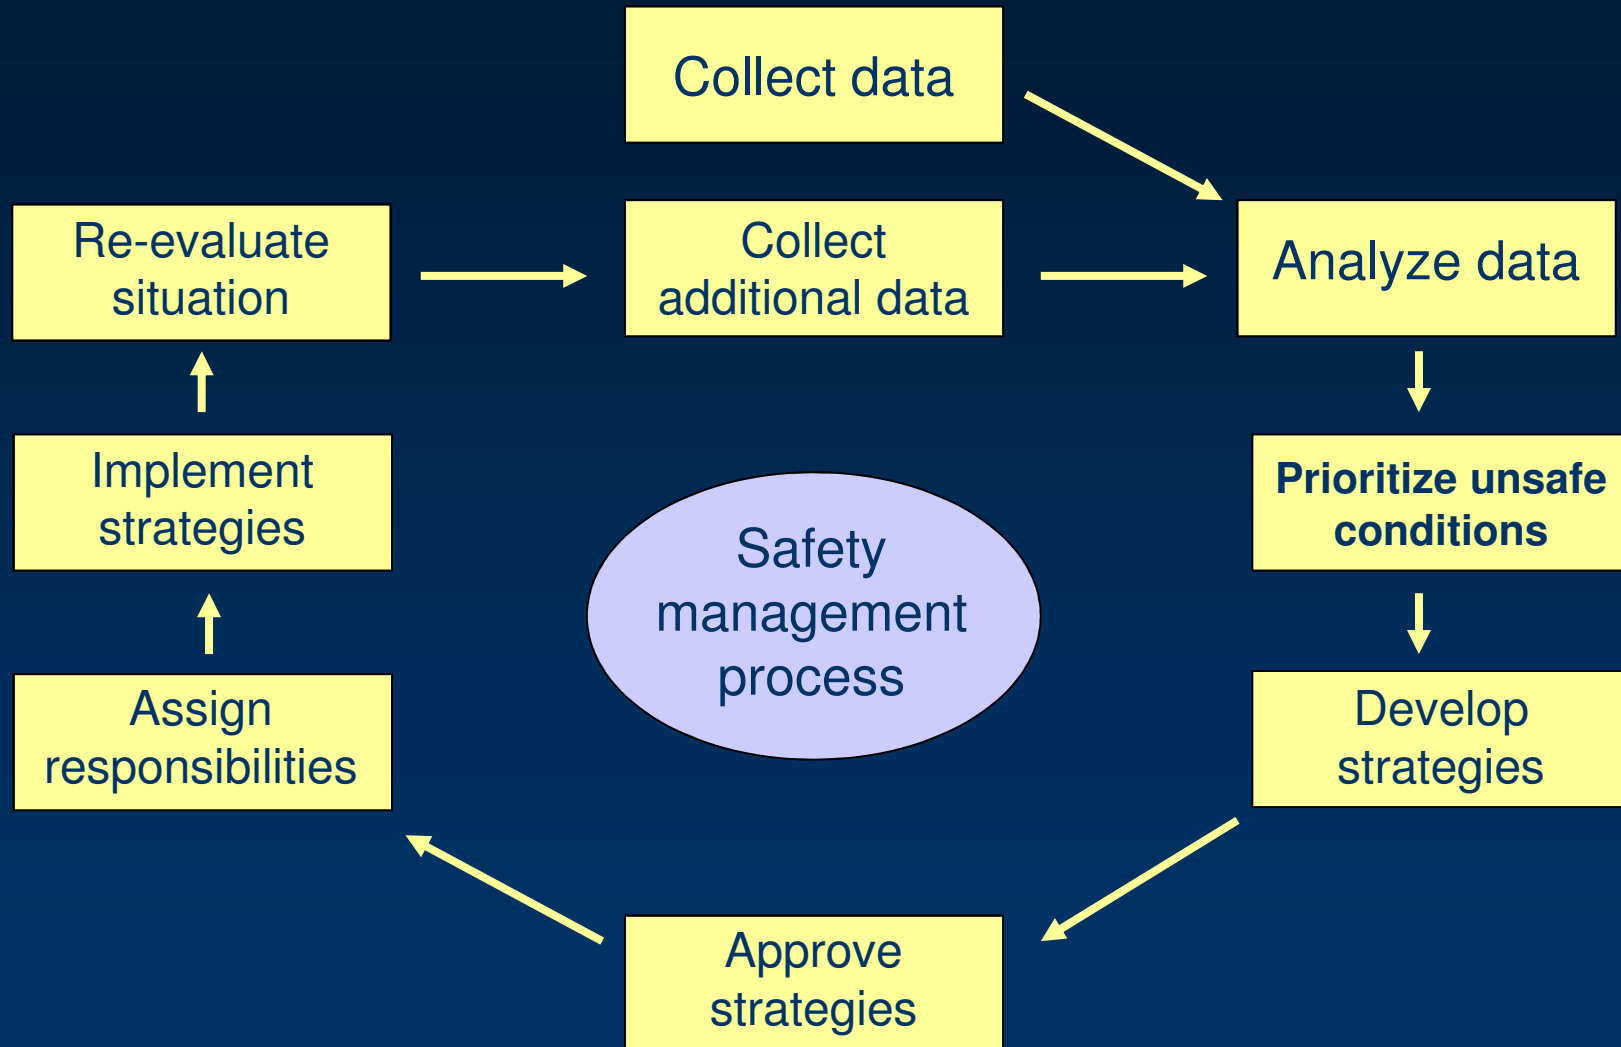 Collect data
Re-evaluate
situation
Collect
additional data
Analyze data
Implement
strategies
Prioritize unsafe
conditions
Safety
management
process
Assign
responsibilities
Develop
strategies
Approve
strategies